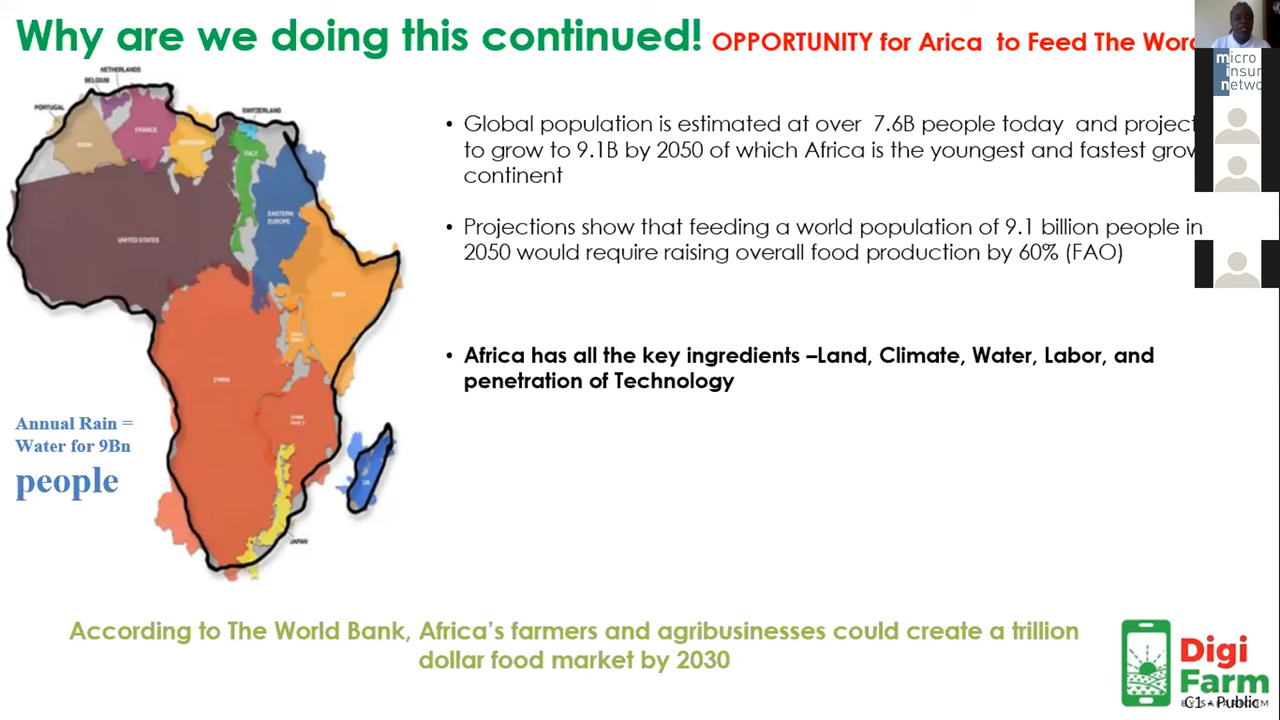 Why are we doing this continued! OPPORTUNITY for Arica to Feed The Word
micro
insur
netwo
NETHERLANDS
BELGIUM
PORTUGAL
SWITZERLAND
FRANCE
ITALY
EASTERN
EUROPE
UNITED STATES
INDIA
CHINA
UK
JAPAN
• Global population is estimated at over 7.6B people today and project
to grow to 9.1B by 2050 of which Africa is the youngest and fastest grow
continent
• Projections show that feeding a world population of 9.1 billion people in
2050 would require raising overall food production by 60% (FAO)
• Africa has all the key ingredients –Land, Climate, Water, Labor, and
penetration of Technology
Annual Rain =
Water for 9Bn
people
According to The World Bank, Africa's farmers and agribusinesses could create a trillion
dollar food market by 2030
Digi
Farm
BY SAFARICOM
C1 - Public